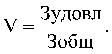 V = Зудовл / Зобщ.